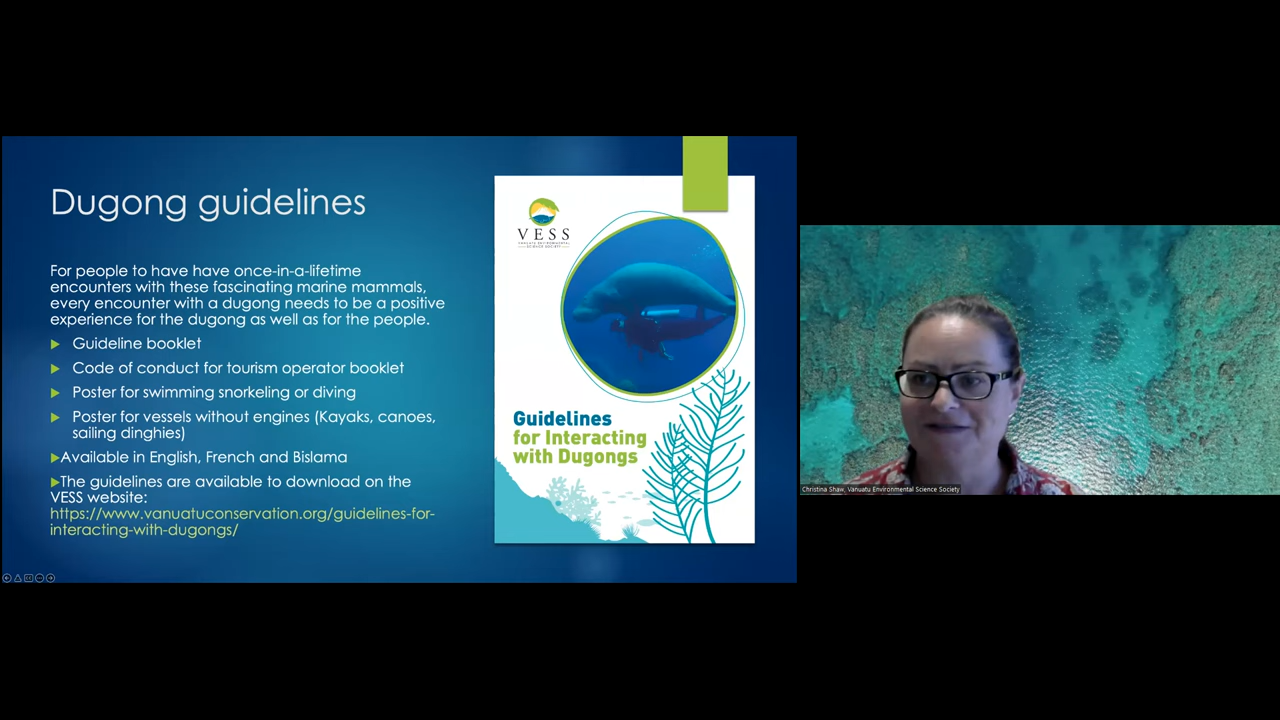 Dugong guidelines
For people to have have once-in-a-lifetime
encounters with these fascinating marine mammals,
every encounter with a dugong needs to be a positive
experience for the dugong as well as for the people.
Guideline booklet
Code of conduct for tourism operator booklet
Poster for swimming snorkeling or diving
Poster for vessels without engines (Kayaks, canoes,
sailing dinghies)
Available in English, French and Bislama
The guidelines are available to download on the
VESS website:
https://www.vanuatuconservation.org/guidelines-for-
interacting-with-dugongs/
VESS
VANUATU ENVIRONMENTAL
SCIENCE SOCIETY
Guidelines
for Interacting
with Dugongs
Christina Shaw, Vanuatu Environmental Science Society